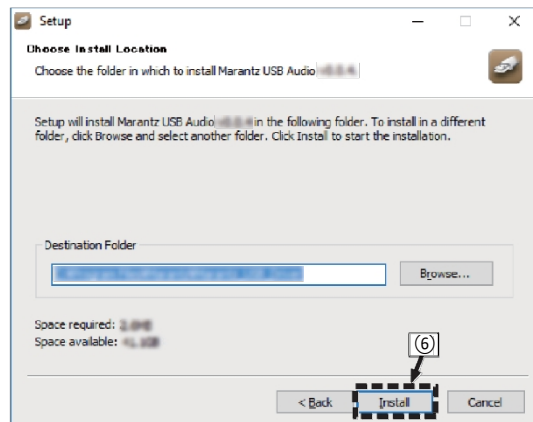 Setup
Choose Install Location
Choose the folder in which to install Marantz USB Audio
Setup will install Marantz USB Audio in the following folder. To install in a different
folder, click Browse and select another folder. Click Install to start the installation.
Destination Folder
Browse...
Space required:
Space available:
⑥
< Back Install Cancel